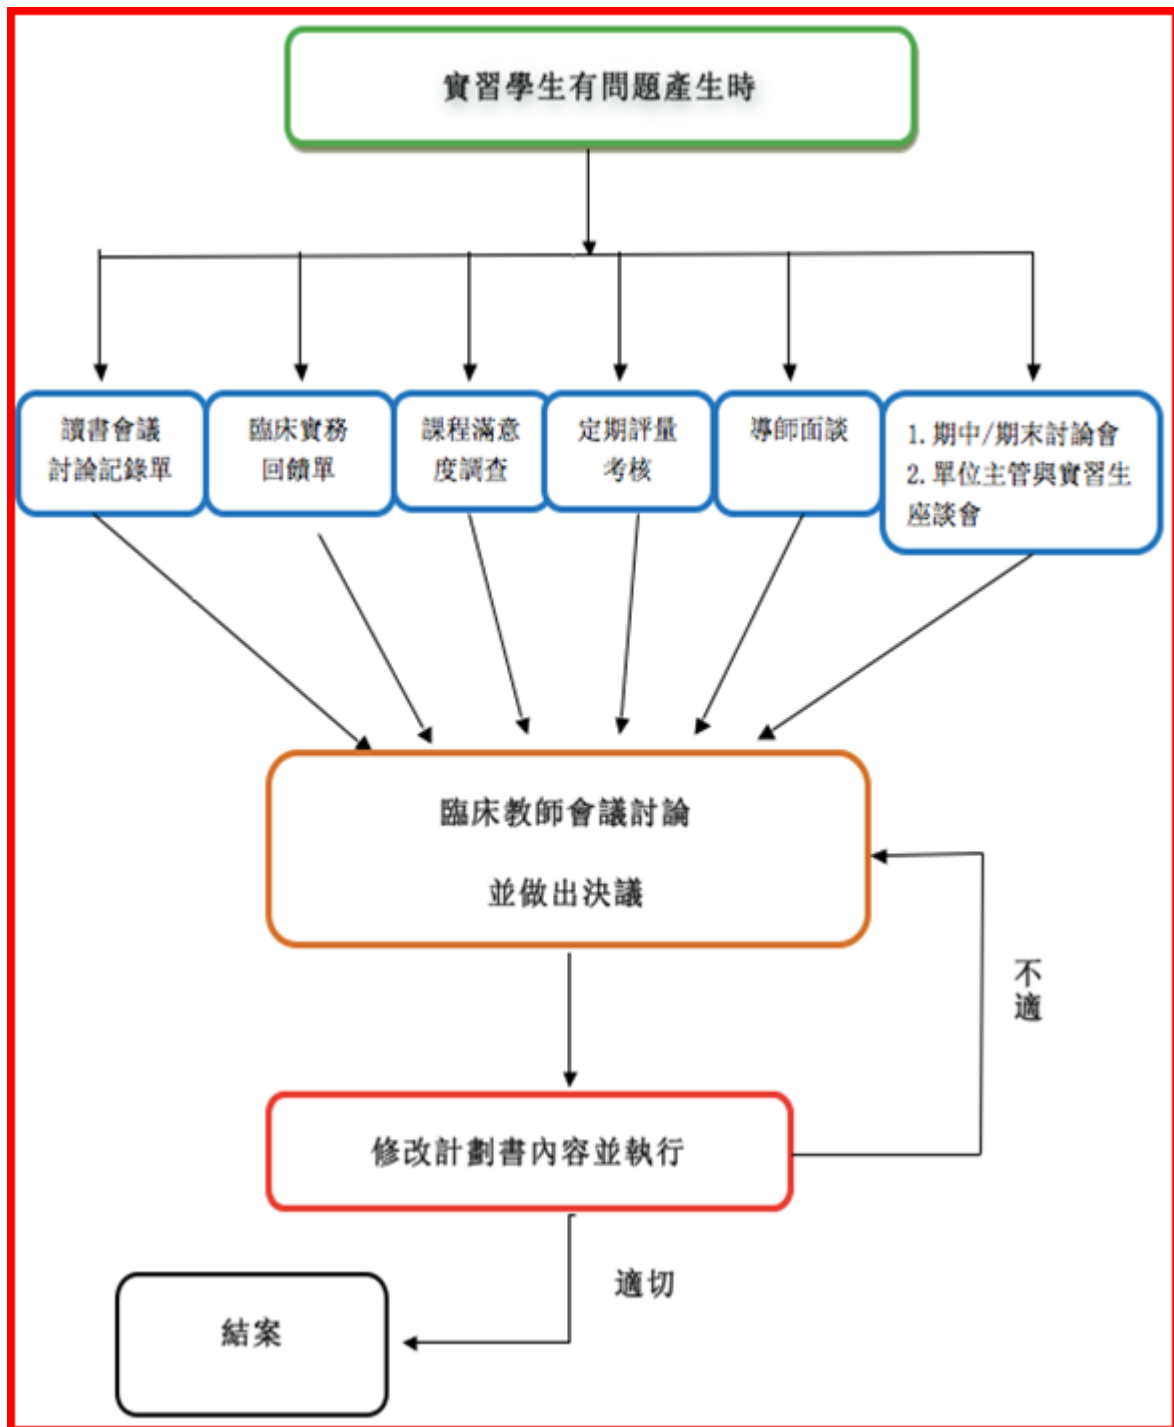 實習學生有問題產生時
讀書會議
討論記錄單
臨床實務
回饋單
課程滿意
度調查
定期評量
考核
導師面談
1.期中/期末討論會
2.單位主管與實習生
座談會
臨床教師會議討論
並做出決議
不
適
修改計劃書內容並執行
適切
結案